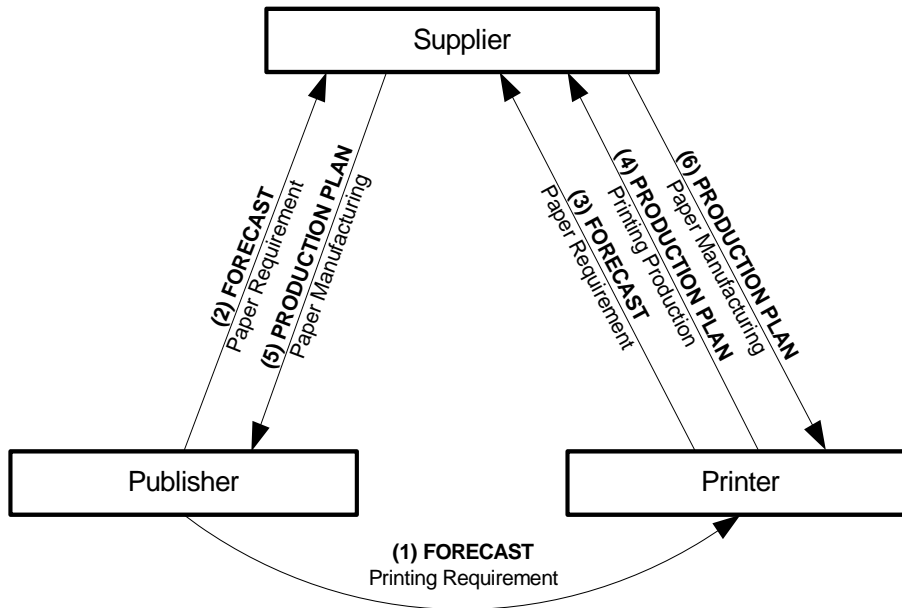 Supplier
(2) FORECAST
Paper Requirement
(5) PRODUCTION PLAN
Paper Manufacturing
(3) FORECAST
Paper Requirement
(4) PRODUCTION PLAN
Printing Production
(6) PRODUCTION PLAN
Paper Manufacturing
Publisher
Printer
(1) FORECAST
Printing Requirement